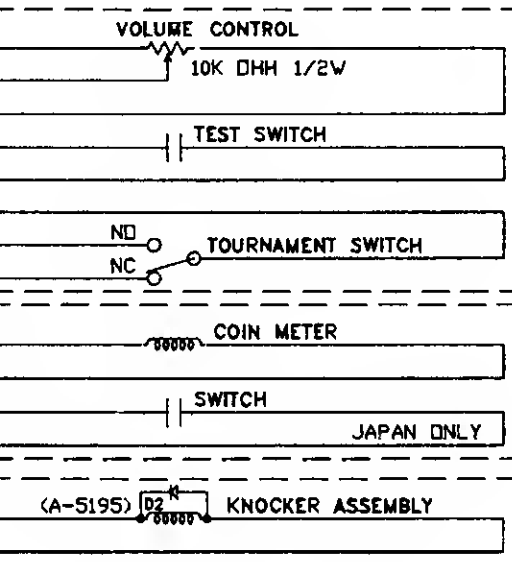 VOLUME CONTROL
10K OHH 1/2W
TEST SWITCH
NO
TOURNAMENT SWITCH
NC
COIN METER
SWITCH
JAPAN ONLY
(A-5195) D2 KNOCKER ASSEMBLY